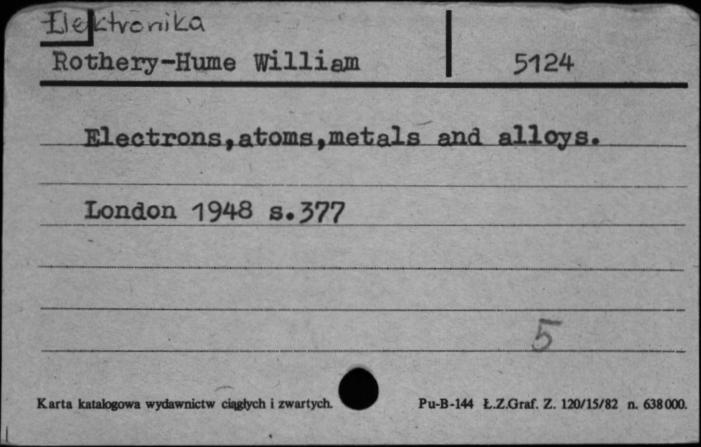 Elektronika
Rothery-Hume William 5124
Electrons,atoms,metals and alloys.
London 1948 s.377
5
Karta katalogowa wydawnictw ciągłych i zwartych. Pu-B-144 Ł.Z.Graf. Z. 120/15/82 n. 638000.